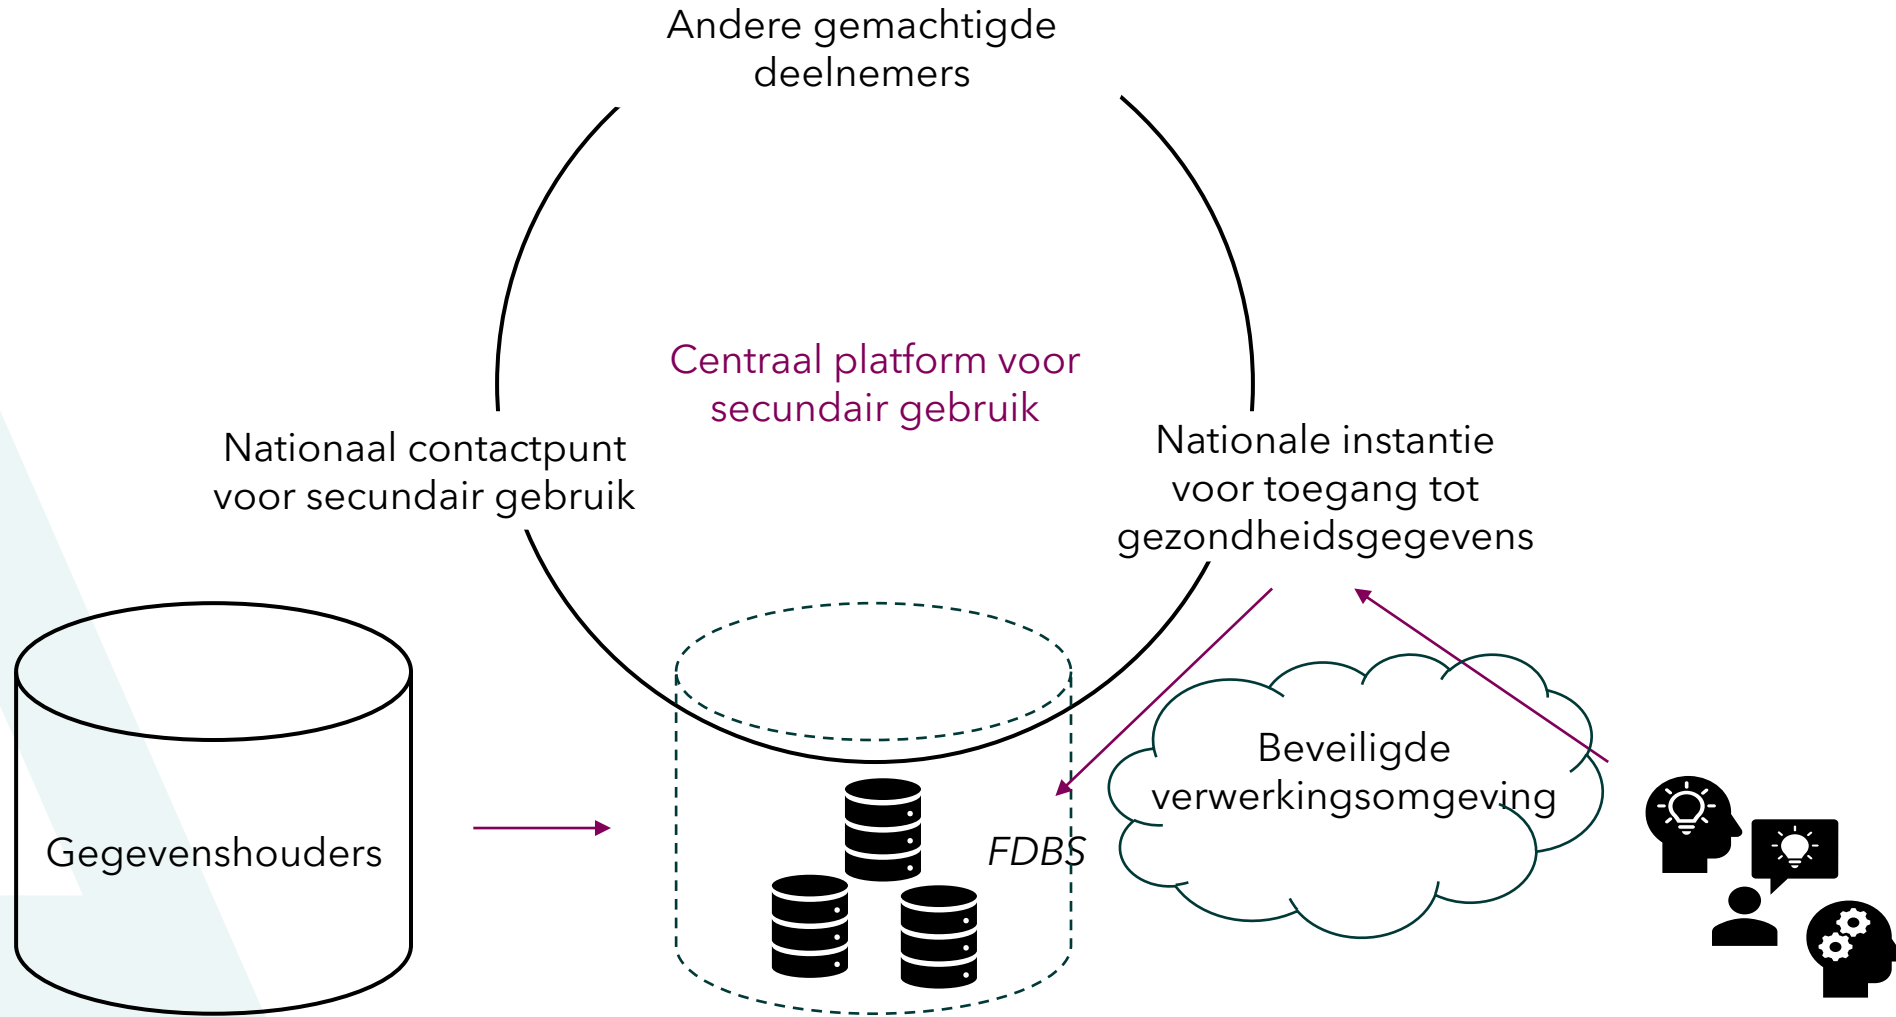 Andere gemachtigde
deelnemers
Centraal platform voor
secundair gebruik
Nationaal contactpunt
voor secundair gebruik
Nationale instantie
voor toegang tot
gezondheidsgegevens
Gegevenshouders
FDBS
Beveiligde
verwerkingsomgeving